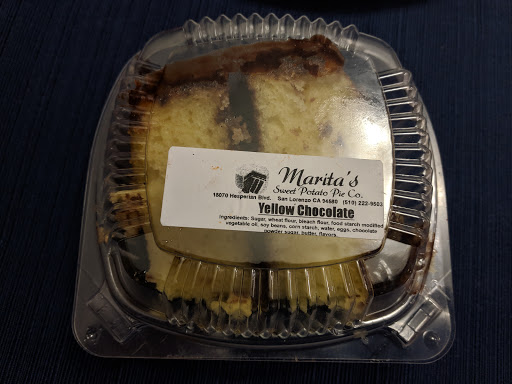 Marita's
Sweet Potato Pie Co.
16070 Hesperian Blvd. San Lorenzo CA 94580 (510) 222-9502
Yellow Chocolate
Ingredients: Sugar, wheat flour, bleach flour, food starch modified
vegetable oil, soy beans, corn starch, water, eggs, chocolate
powder, sugar, butter, flavors